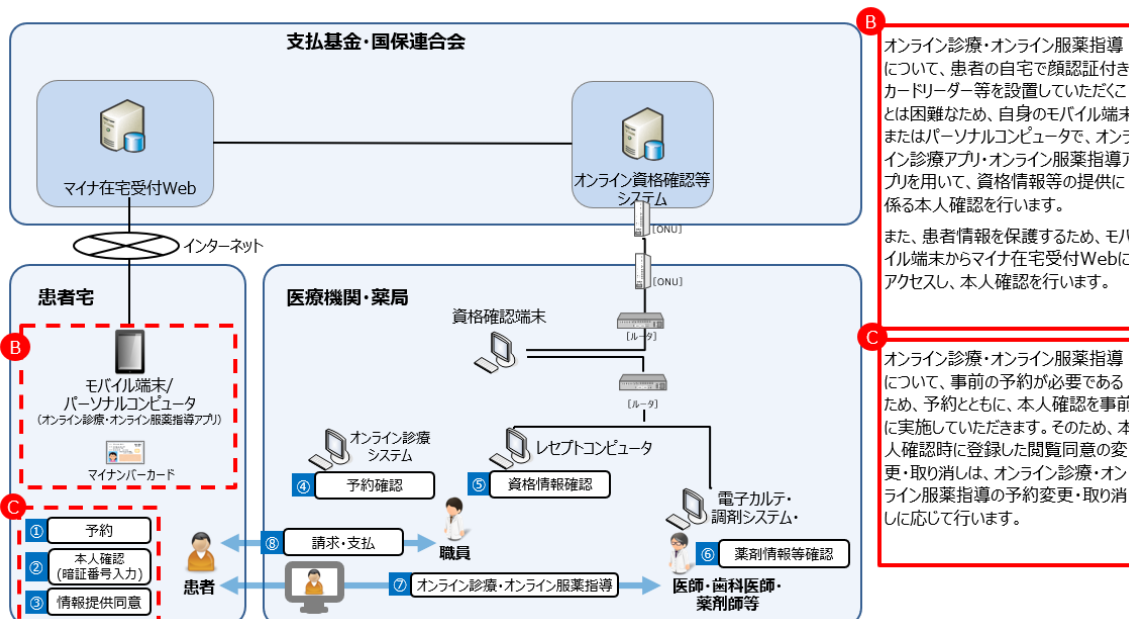 支払基金・国保連合会
マイナ在宅受付Web
オンライン資格確認等
システム
[ONU]
[ONU]
インターネット
患者宅
B
モバイル端末/
パーソナルコンピュータ
(オンライン診療・オンライン服薬指導アプリ)
マイナンバーカード
C
① 予約
② 本人確認
(暗証番号入力)
③ 情報提供同意
患者
医療機関・薬局
資格確認端末
[ルータ]
[ルータ]
オンライン診療
システム
④ 予約確認
レセプトコンピュータ
⑤ 資格情報確認
電子カルテ・
調剤システム・
⑥ 薬剤情報等確認
⑧ 請求・支払
職員
⑦ オンライン診療・オンライン服薬指導
医師・歯科医師・
薬剤師等
B
オンライン診療・オンライン服薬指導
について、患者の自宅で顔認証付き
カードリーダー等を設置していただくこ
とは困難なため、自身のモバイル端末
またはパーソナルコンピュータで、オンラ
イン診療アプリ・オンライン服薬指導ア
プリを用いて、資格情報等の提供に
係る本人確認を行います。
また、患者情報を保護するため、モバ
イル端末からマイナ在宅受付Webに
アクセスし、本人確認を行います。
C
オンライン診療・オンライン服薬指導
について、事前の予約が必要である
ため、予約とともに、本人確認を事前
に実施していただきます。そのため、本
人確認時に登録した閲覧同意の変
更・取り消しは、オンライン診療・オン
ライン服薬指導の予約変更・取り消
しに応じて行います。